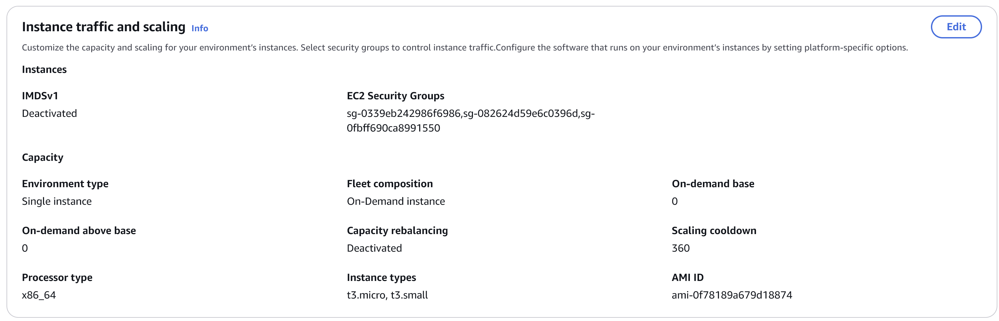 Instance traffic and scaling Info
Edit
Customize the capacity and scaling for your environment’s instances. Select security groups to control instance traffic.Configure the software that runs on your environment’s instances by setting platform-specific options.
Instances
IMDSv1
Deactivated
EC2 Security Groups
sg-0339eb242986f6986,sg-082624d59e6c0396d,sg-
0fbff690ca8991550
Capacity
Environment type
Single instance
Fleet composition
On-Demand instance
On-demand base
0
On-demand above base
0
Capacity rebalancing
Deactivated
Scaling cooldown
360
Processor type
x86_64
Instance types
t3.micro, t3.small
AMI ID
ami-0f78189a679d18874